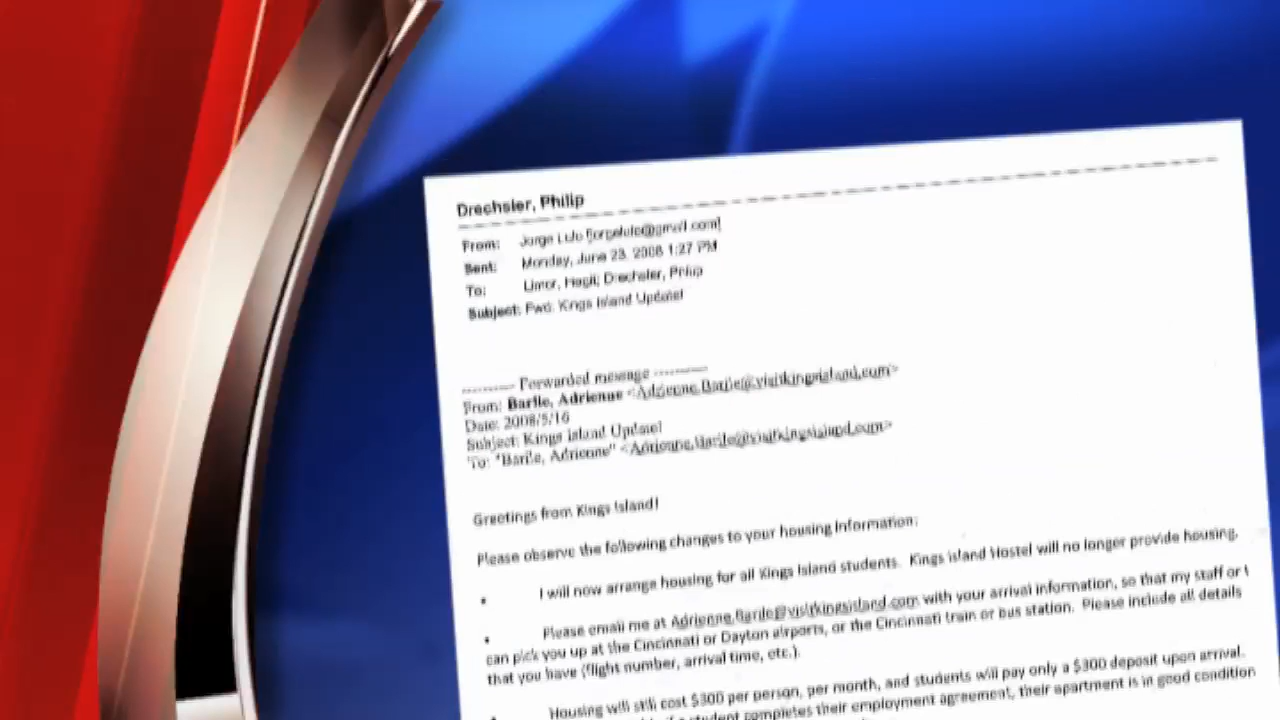 Drechsler, Philip
From: Jorge Lulo [jorgelulo@gmail.com]
Sent: Monday, June 23, 2008 1:27 PM
To: Limor, Hagit; Drechsler, Philip
Subject: Fwd: Kings Island Update!
---------- Forwarded message ----------
From: Barile, Adrienne <Adrienne.Barile@visitkingsisland.com>
Date: 2008/5/16
Subject: Kings Island Update!
To: "Barile, Adrienne" <Adrienne.Barile@visitkingsisland.com>
Greetings from Kings Island!
Please observe the following changes to your housing information:
• I will now arrange housing for all Kings Island students. Kings Island Hostel will no longer provide housing.
• Please email me at Adrienne.Barile@visitkingsisland.com with your arrival information, so that my staff or
can pick you up at the Cincinnati or Dayton airports, or the Cincinnati train or bus station. Please include all details
that you have (flight number, arrival time, etc.).
• Housing will still cost $300 per person, per month, and students will pay only a $300 deposit upon arrival.
if a student completes their employment agreement, their apartment is in good condition